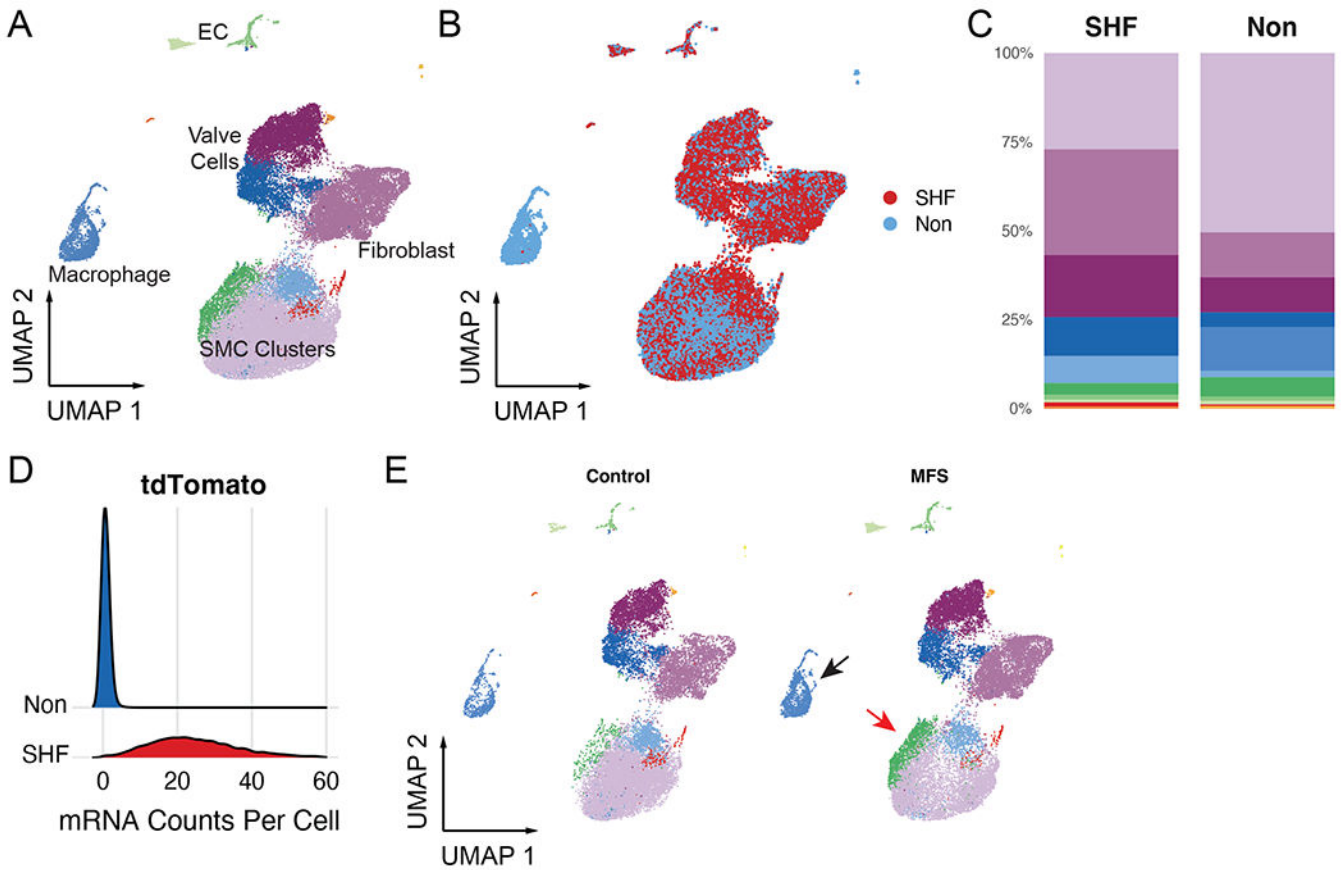 A
EC
Valve
Cells
Macrophage
Fibroblast
SMC Clusters
UMAP 2
UMAP 1
B
SHF
Non
UMAP 2
UMAP 1
C
SHF
Non
100%
75%
50%
25%
0%
D
tdTomato
Non
SHF
0 20 40 60
mRNA Counts Per Cell
E
Control
MFS
UMAP 2
UMAP 1